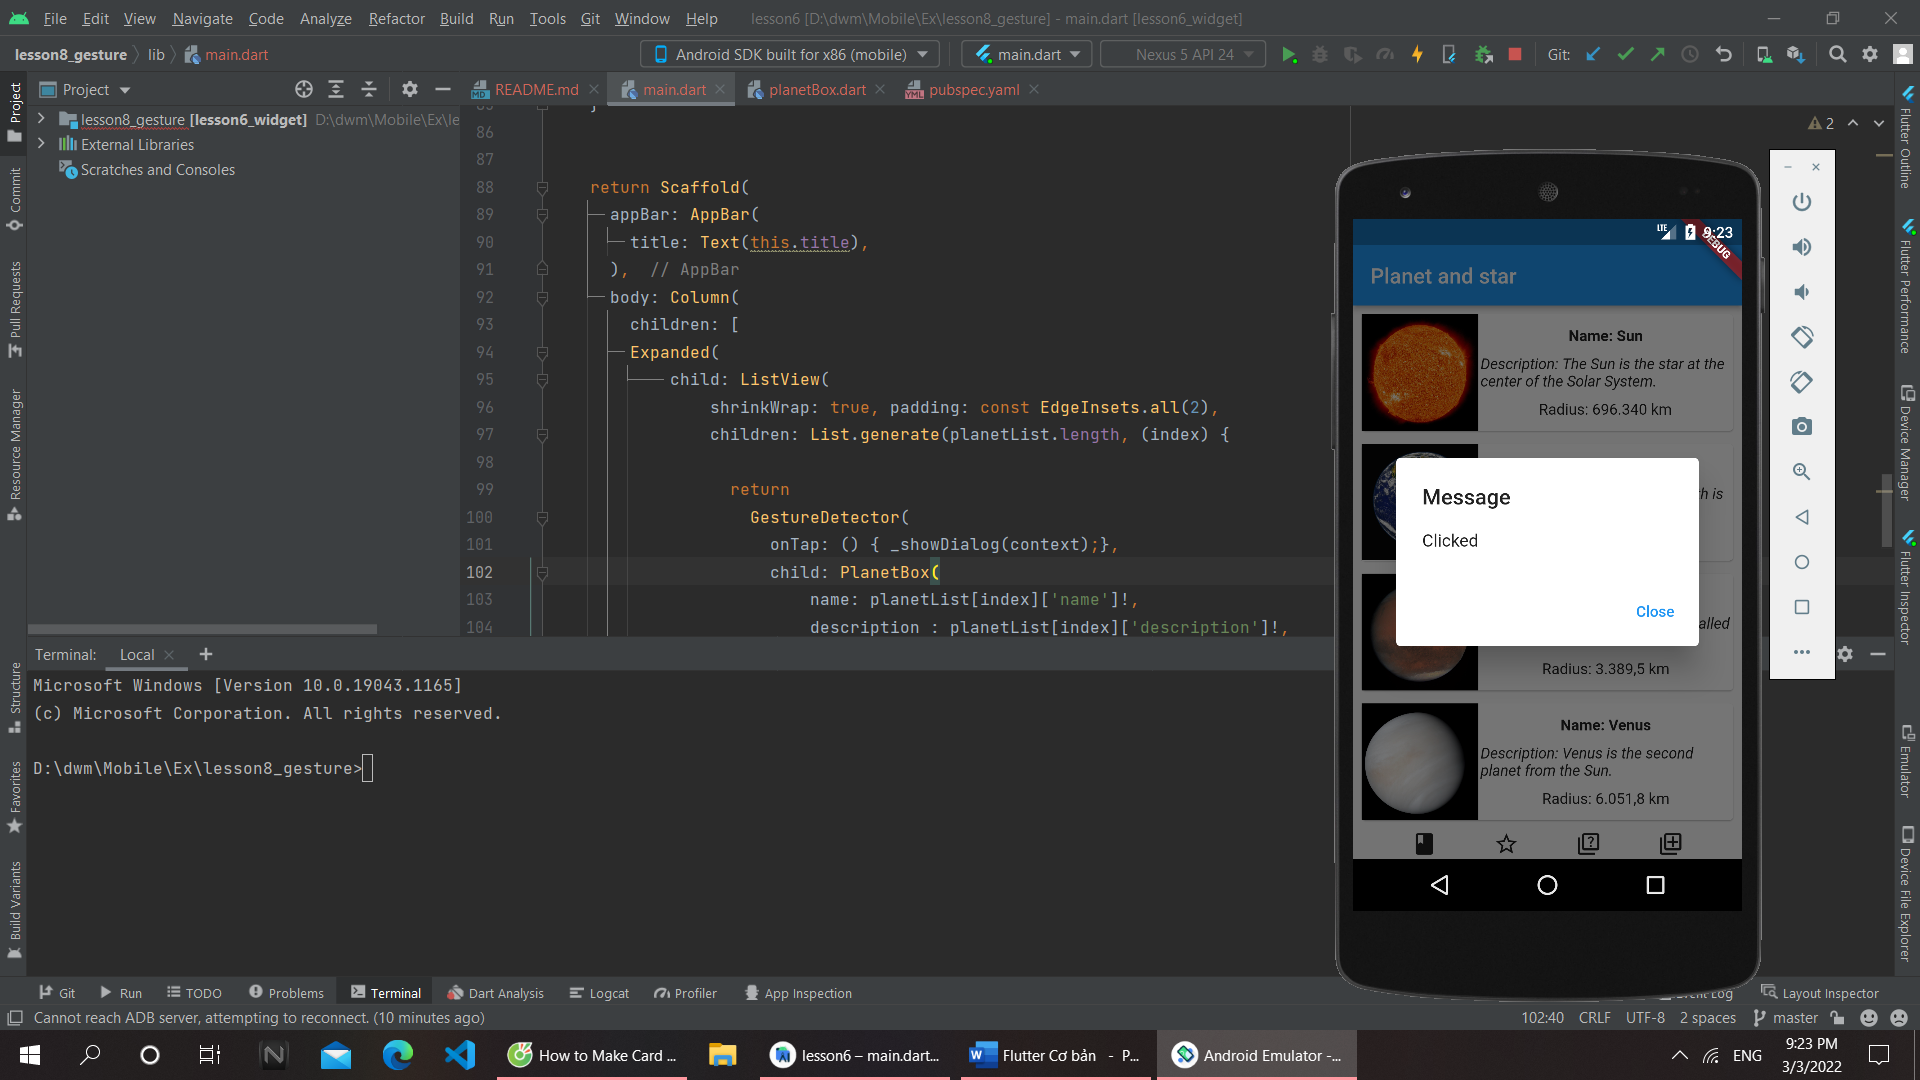 File Edit View Navigate Code Analyze Refactor Build Run Tools Git Window Help lesson6 [D:\dwm\Mobile\Ex\lesson8_gesture] - main.dart [lesson6_widget]
lesson8_gesture lib main.dart Android SDK built for x86 (mobile) main.dart Nexus 5 API 24 Git:
Project
README.md main.dart planetBox.dart pubspec.yaml
lesson8_gesture [lesson6_widget] D:\dwm\Mobile\Ex\le
External Libraries
Scratches and Consoles
2
86
87
88 return Scaffold(
89 appBar: AppBar(
90 title: Text(this.title),
91 ), // AppBar
92 body: Column(
93 children: [
94 Expanded(
95 child: ListView(
96 shrinkWrap: true, padding: const EdgeInsets.all(2),
97 children: List.generate(planetList.length, (index) {
98
99 return
100 GestureDetector(
101 onTap: () { _showDialog(context);},
102 child: PlanetBox(
103 name: planetList[index]['name']!,
104 description : planetList[index]['description']!,
Terminal: Local
Microsoft Windows [Version 10.0.19043.1165]
(c) Microsoft Corporation. All rights reserved.
D:\dwm\Mobile\Ex\lesson8_gesture>
LTE 9:23
DEBUG
Planet and star
Name: Sun
Description: The Sun is the star at the
center of the Solar System.
Radius: 696.340 km
th is
Message
Clicked
Close
alled
Radius: 3.389,5 km
Name: Venus
Description: Venus is the second
planet from the Sun.
Radius: 6.051,8 km
Project
Commit
Pull Requests
Resource Manager
Structure
Favorites
Build Variants
Flutter Outline
Flutter Performance
Device Manager
Flutter Inspector
Emulator
Device File Explorer
Git Run TODO Problems Terminal Dart Analysis Logcat Profiler App Inspection Event Log Layout Inspector
Cannot reach ADB server, attempting to reconnect. (10 minutes ago) 102:40 CRLF UTF-8 2 spaces master
How to Make Card ... lesson6 – main.dart... Flutter Cơ bản - P... Android Emulator -... ENG
9:23 PM
3/3/2022